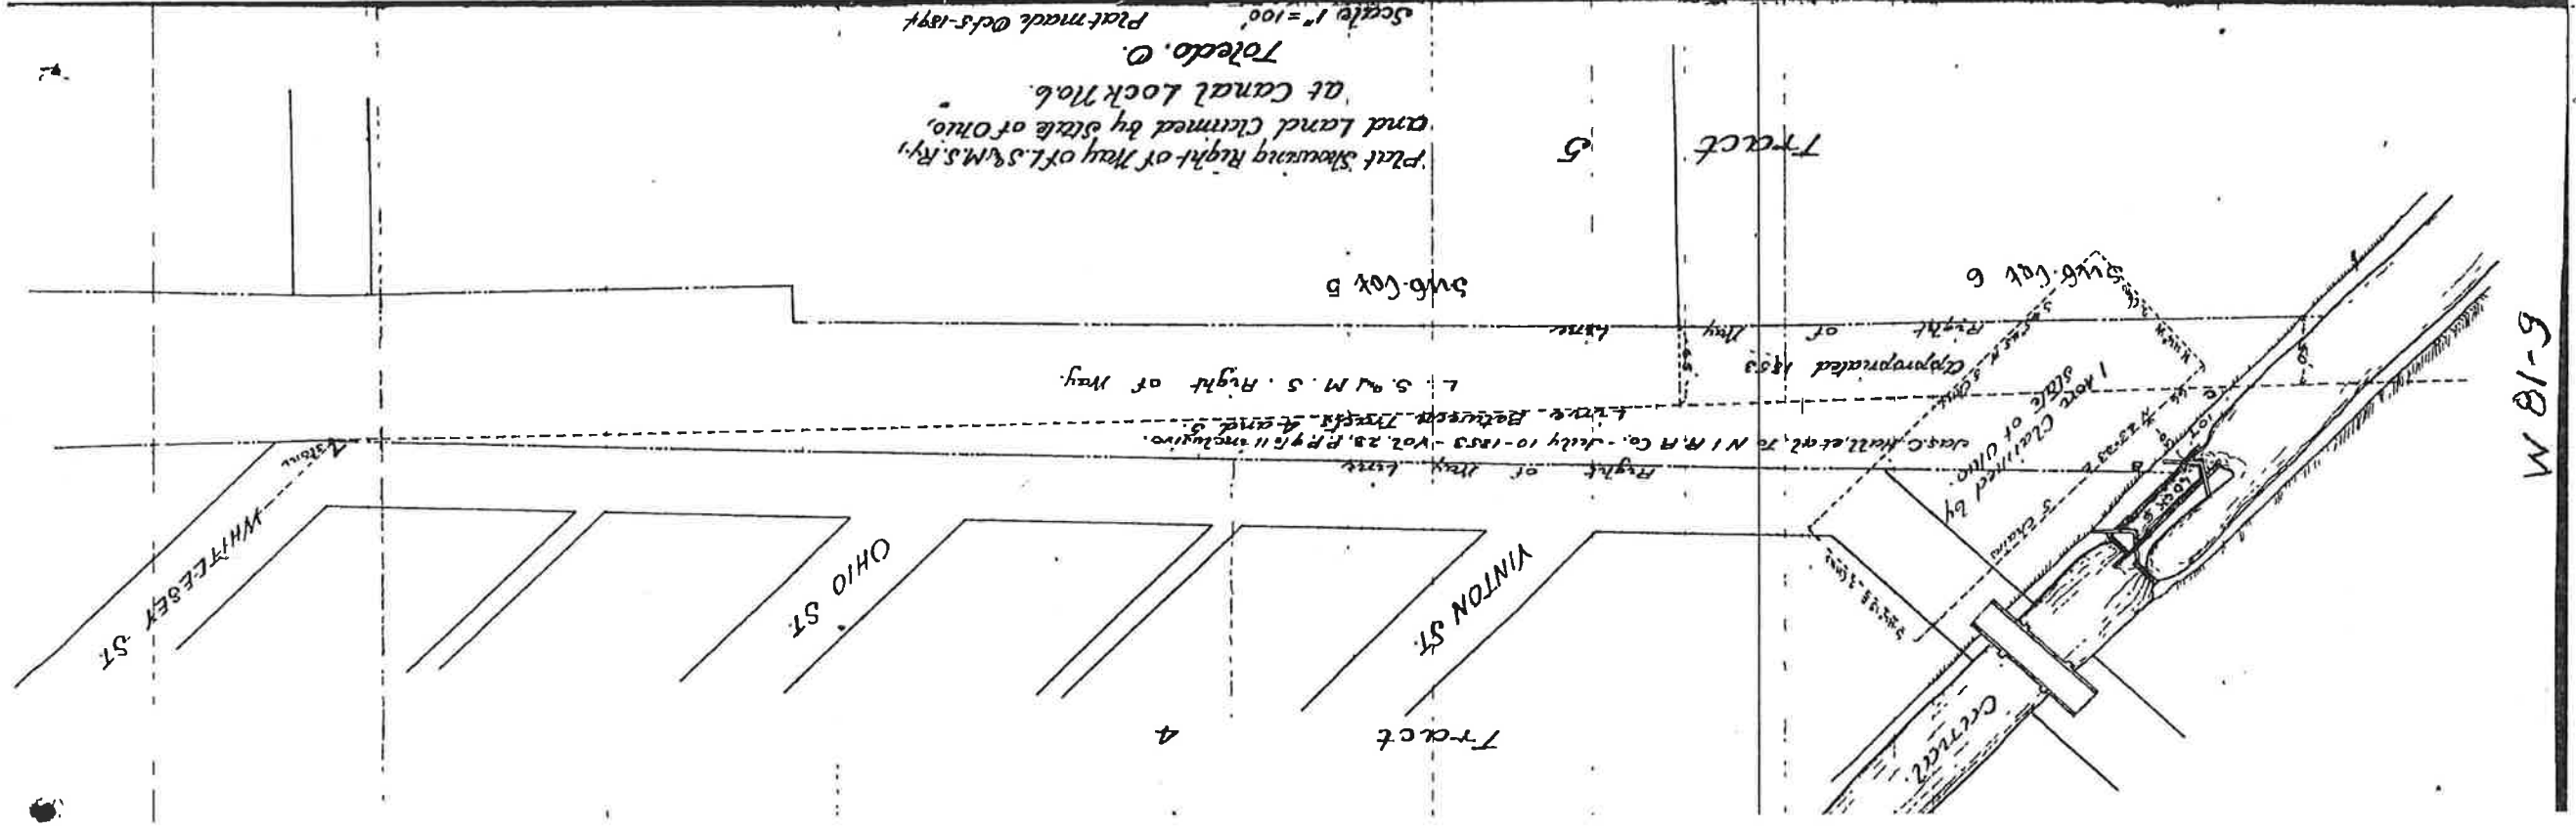 Plat Showing Right of Way of L.S.&M.S.Ry.,
and Land Claimed by State of Ohio,
at Canal Lock No.6.
Toledo. O.
Scale 1"=100' Plat made Oct-5-1894
Tract 5
Sub. Lot 5
Sub. Lot 6
Right of Way Line
Appropriated 1853
L. S. & M. S. Right of Way.
Line Between Tracts 4 and 5.
Jas. C. Hall, et al, To N I R.R Co. - July 10-1853 - Vol. 23, P.P. 9 to 11 inclusive.
Right of Way Line
1 Acre Claimed by
State of Ohio.
5 Chains
LOCK 6
Canal.
WHITTLESEY ST.
OHIO ST.
VINTON ST.
Tract 4
W 81-9